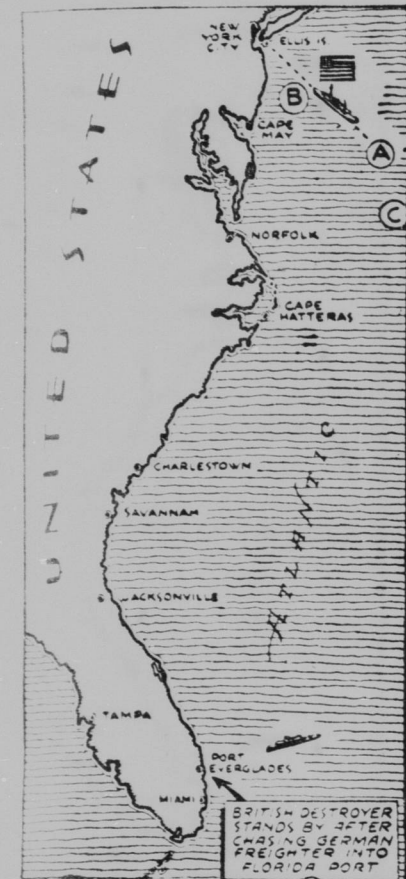 NEW
YORK
CITY
ELLIS IS.
B
A
CAPE
MAY
C
NORFOLK
CAPE
HATTERAS
UNITED STATES
ATLANTIC
CHARLESTOWN
SAVANNAH
JACKSONVILLE
TAMPA
PORT
EVERGLADES
MIAMI
BRITISH DESTROYER
STANDS BY AFTER
CHASING GERMAN
FREIGHTER INTO
FLORIDA PORT